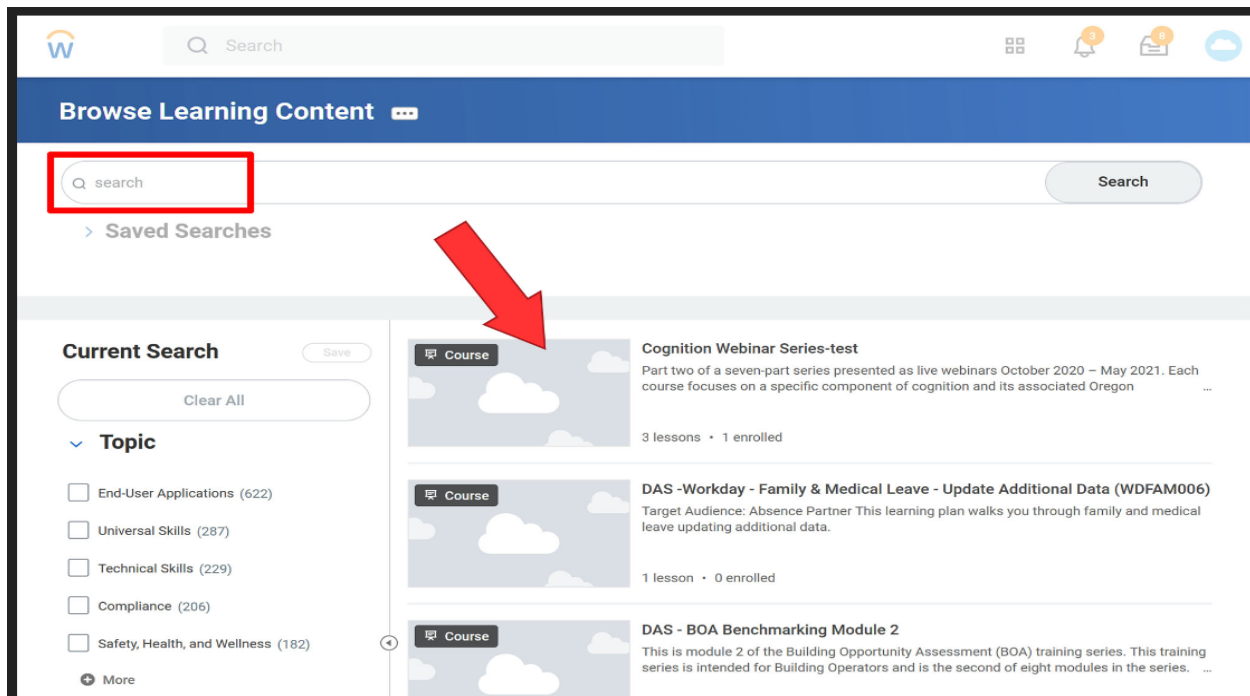 W
Search
3
8
Browse Learning Content
search
Search
Saved Searches
Current Search
Save
Clear All
Topic
End-User Applications (622)
Universal Skills (287)
Technical Skills (229)
Compliance (206)
Safety, Health, and Wellness (182)
More
Course
Cognition Webinar Series-test
Part two of a seven-part series presented as live webinars October 2020 – May 2021. Each
course focuses on a specific component of cognition and its associated Oregon ...
3 lessons • 1 enrolled
Course
DAS -Workday - Family & Medical Leave - Update Additional Data (WDFAM006)
Target Audience: Absence Partner This learning plan walks you through family and medical
leave updating additional data.
1 lesson • 0 enrolled
Course
DAS - BOA Benchmarking Module 2
This is module 2 of the Building Opportunity Assessment (BOA) training series. This training
series is intended for Building Operators and is the second of eight modules in the series. ...